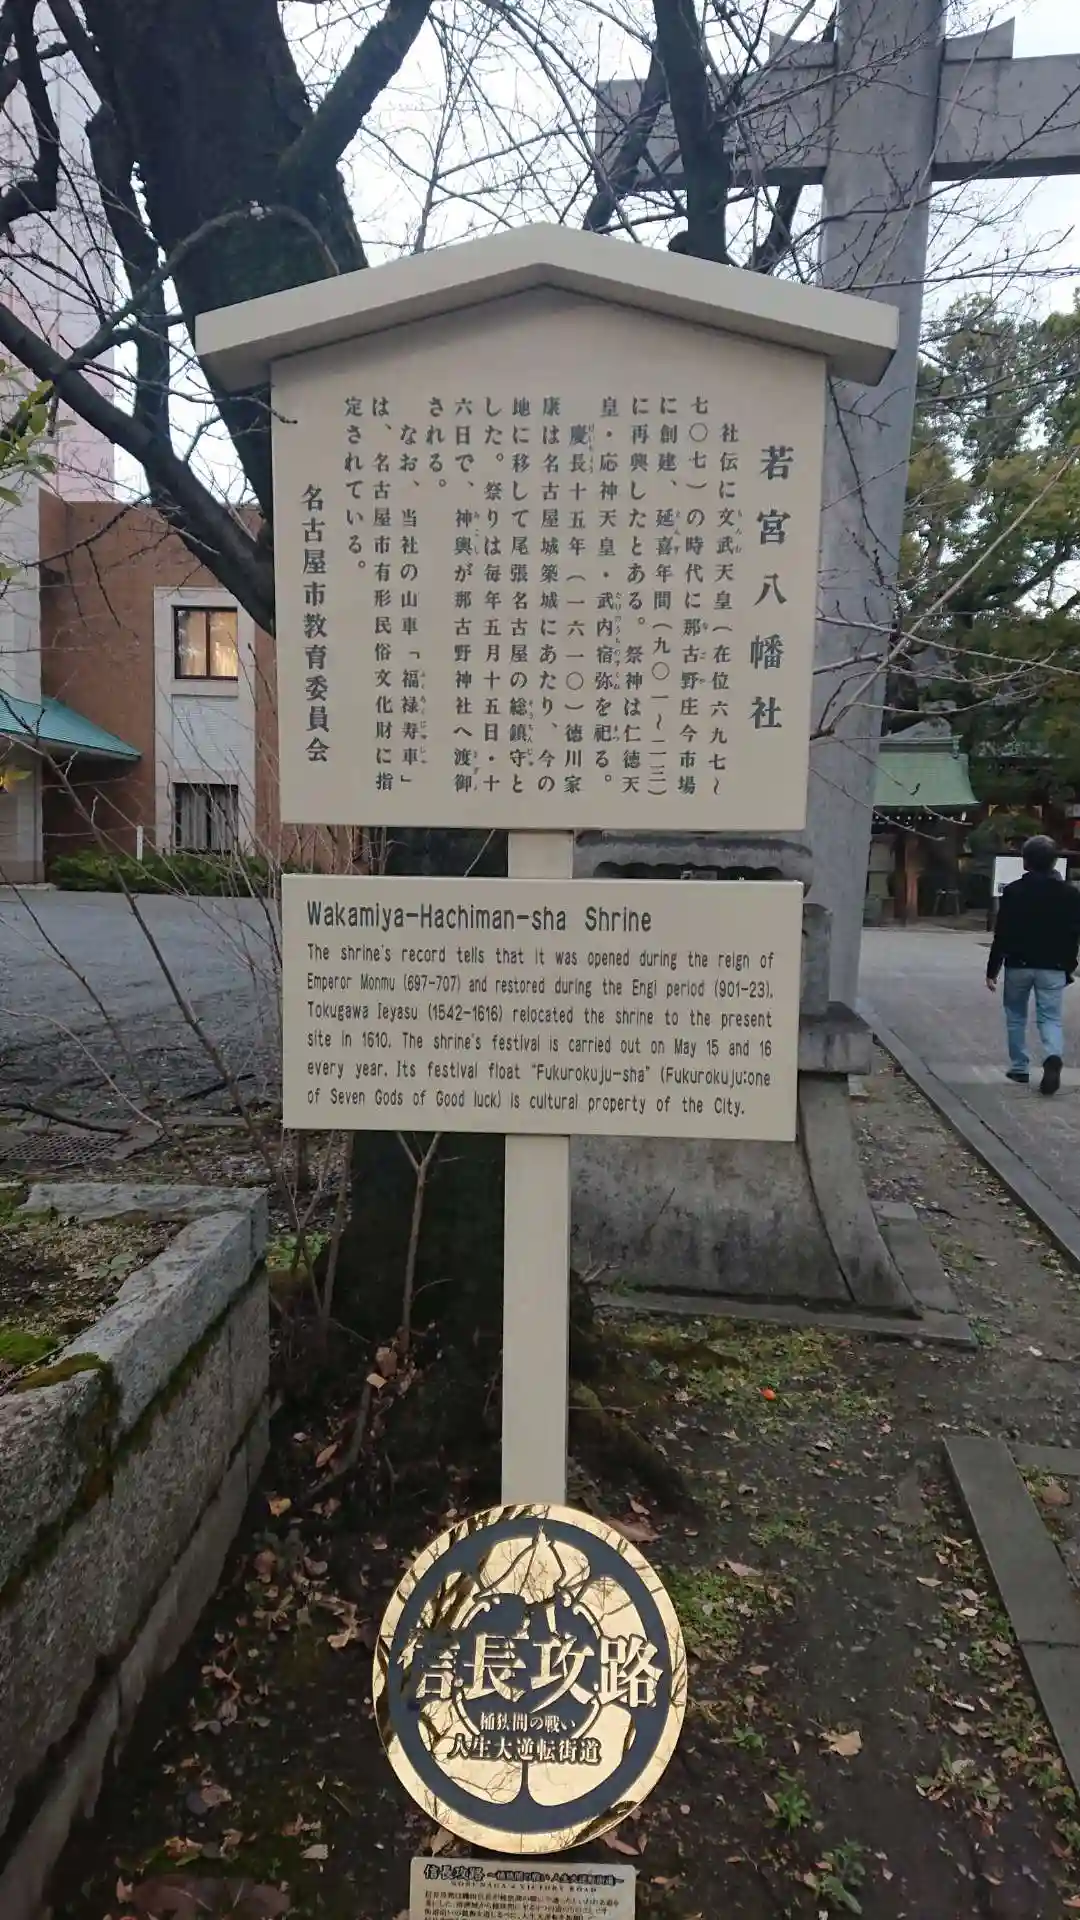 若宮八幡社
社伝に文武天皇（在位六九七～
七〇七）の時代に那古野庄今市場
に創建、延喜年間（九〇一～二三）
に再興したとある。祭神は仁徳天
皇・応神天皇・武内宿弥を祀る。
慶長十五年（一六一〇）徳川家
康は名古屋城築城にあたり、今の
地に移して尾張名古屋の総鎮守と
した。祭りは毎年五月十五日・十
六日で、神輿が那古野神社へ渡御
される。
なお、当社の山車「福禄寿車」
は、名古屋市有形民俗文化財に指
定されている。
名古屋市教育委員会
Wakamiya-Hachiman-sha Shrine
The shrine's record tells that it was opened during the reign of
Emperor Monmu (697-707) and restored during the Engi period (901-23).
Tokugawa Ieyasu (1542-1616) relocated the shrine to the present
site in 1610. The shrine's festival is carried out on May 15 and 16
every year. Its festival float "Fukurokuju-sha" (Fukurokuju:one
of Seven Gods of Good luck) is cultural property of the City.
信長攻路
桶狭間の戦い
人生大逆転街道
信長攻路 ～桶狭間の戦い人生大逆転街道～